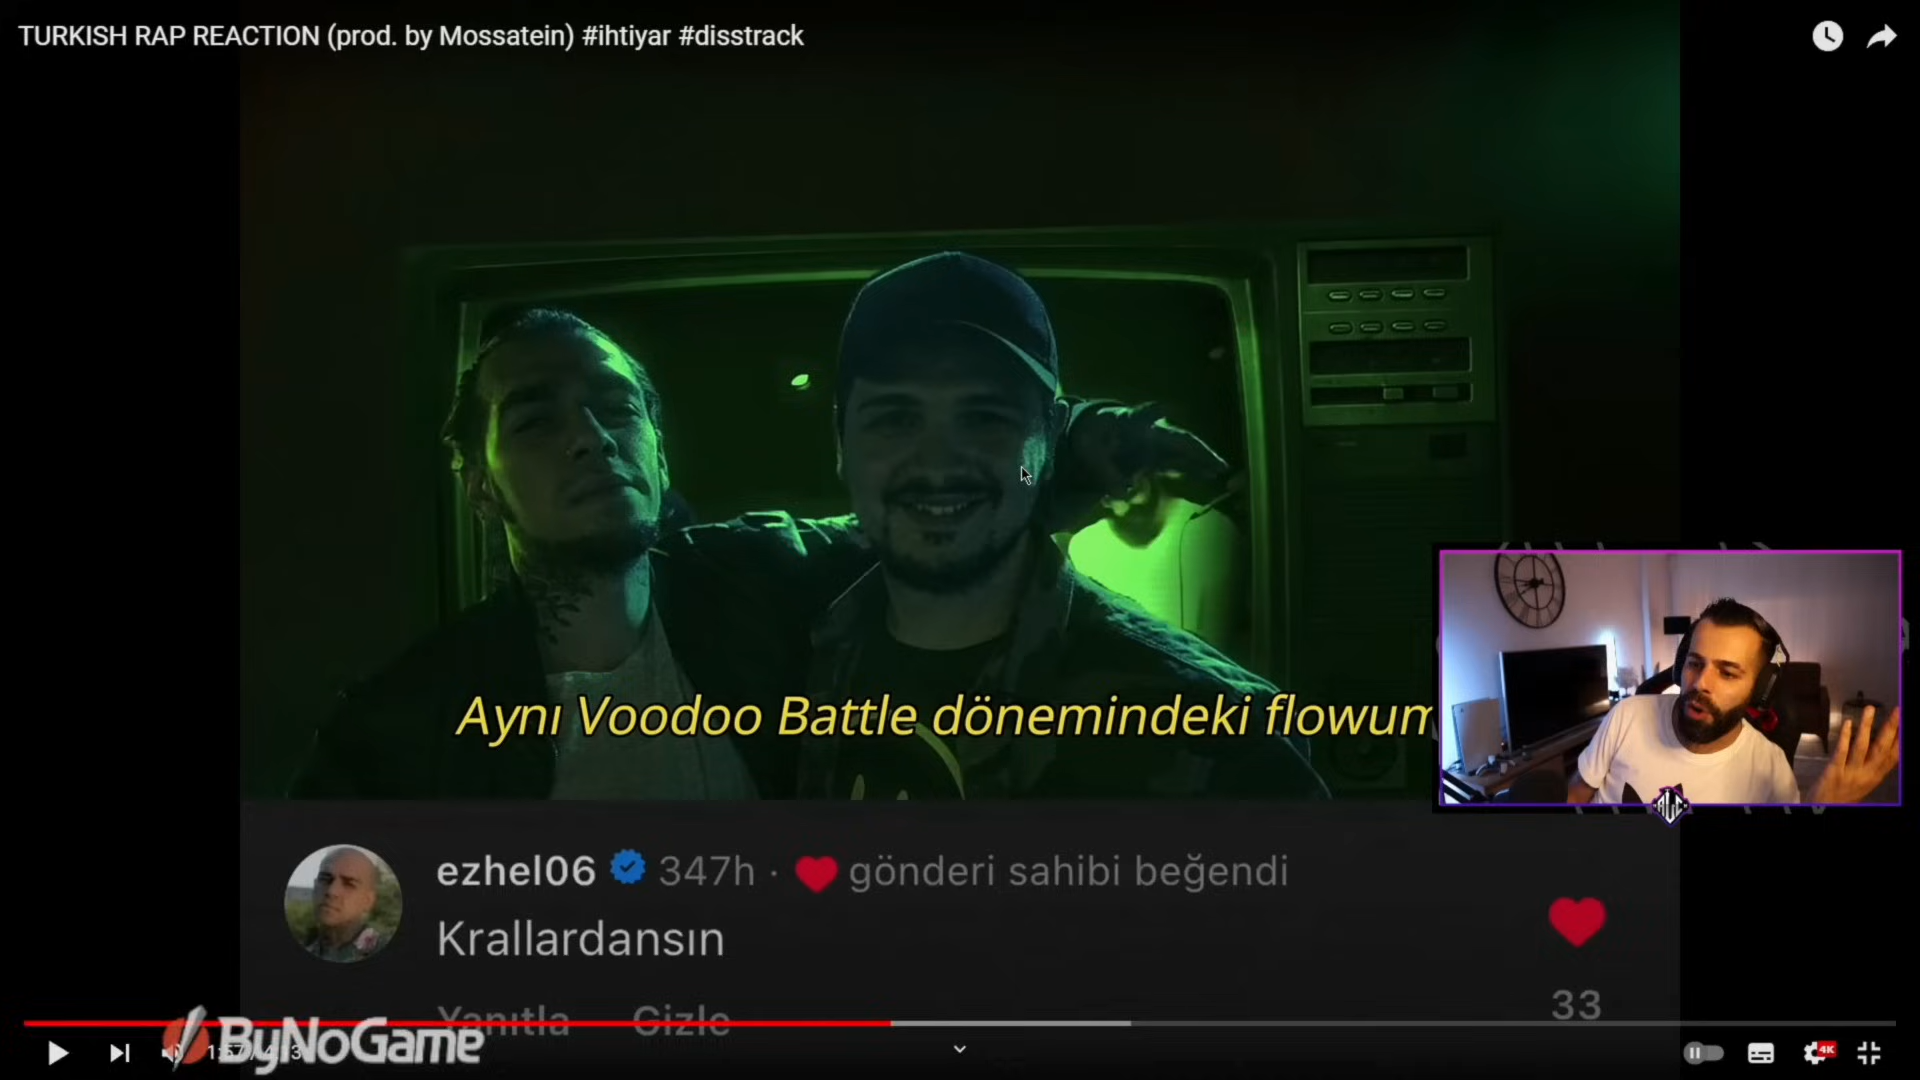 TURKISH RAP REACTION (prod. by Mossatein) #ihtiyar #disstrack
Aynı Voodoo Battle dönemindeki flowum
ezhel06 347h · gönderi sahibi beğendi
Krallardansın
Yanıtla Gizle
33
ByNoGame
4K